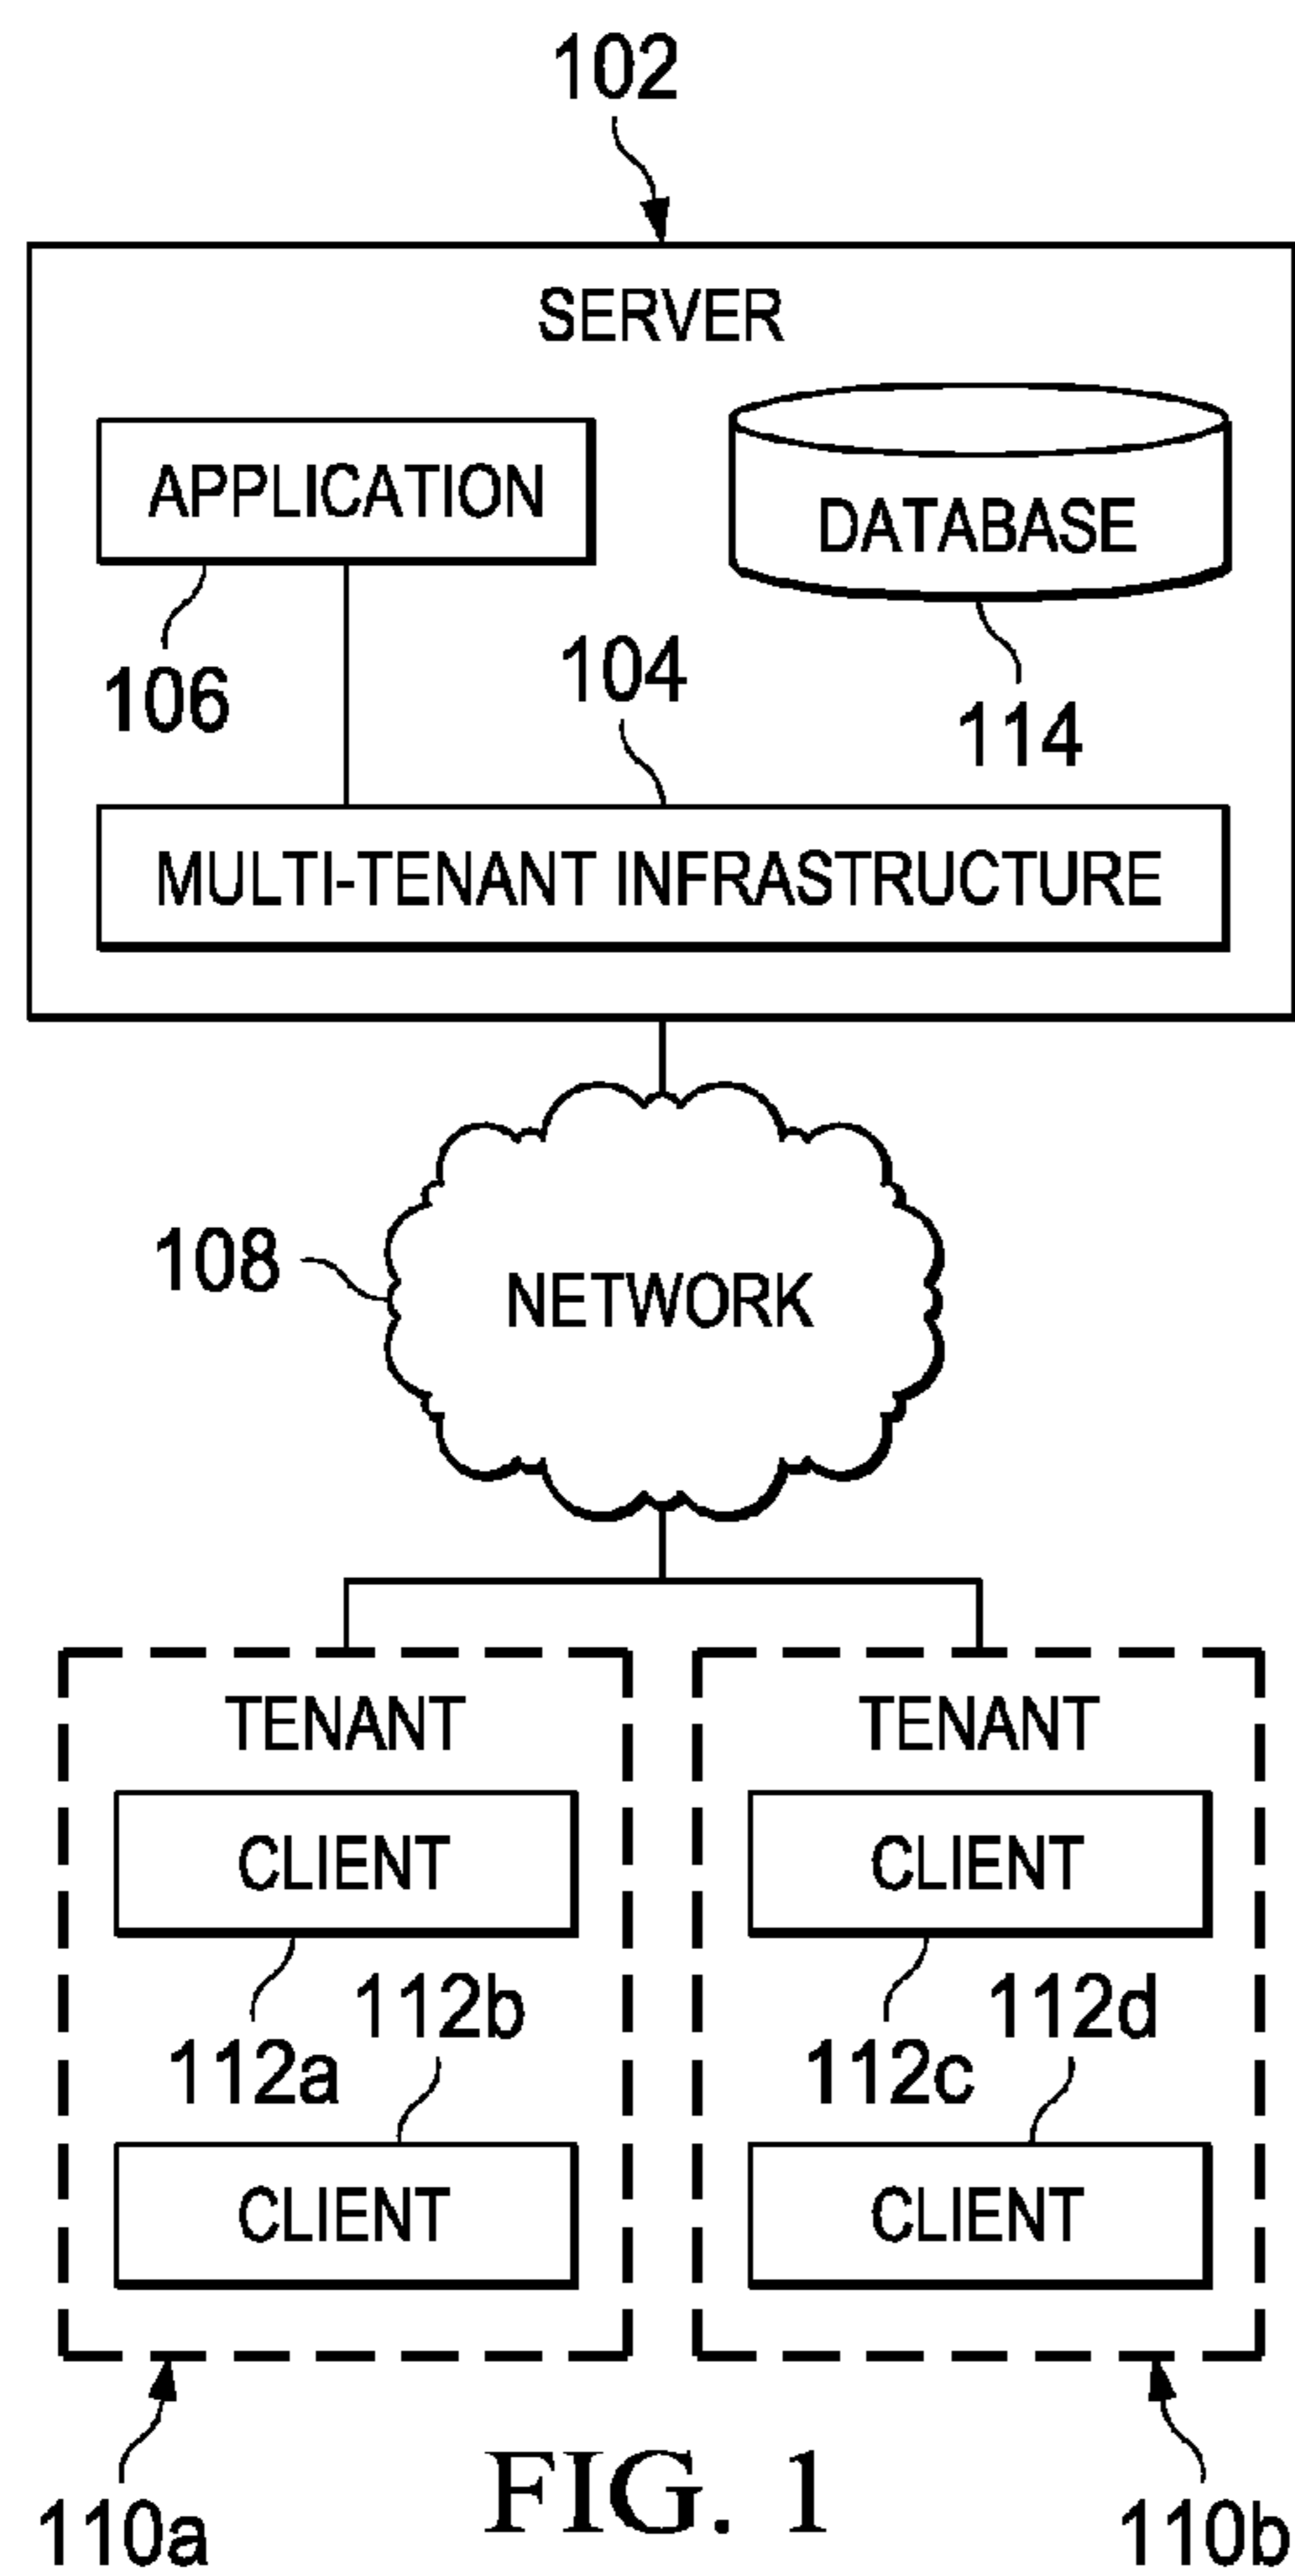 102
SERVER
APPLICATION
DATABASE
106
104
114
MULTI-TENANT INFRASTRUCTURE
108
NETWORK
TENANT
TENANT
CLIENT
CLIENT
112b
112d
112a
112c
CLIENT
CLIENT
110a
FIG. 1
110b